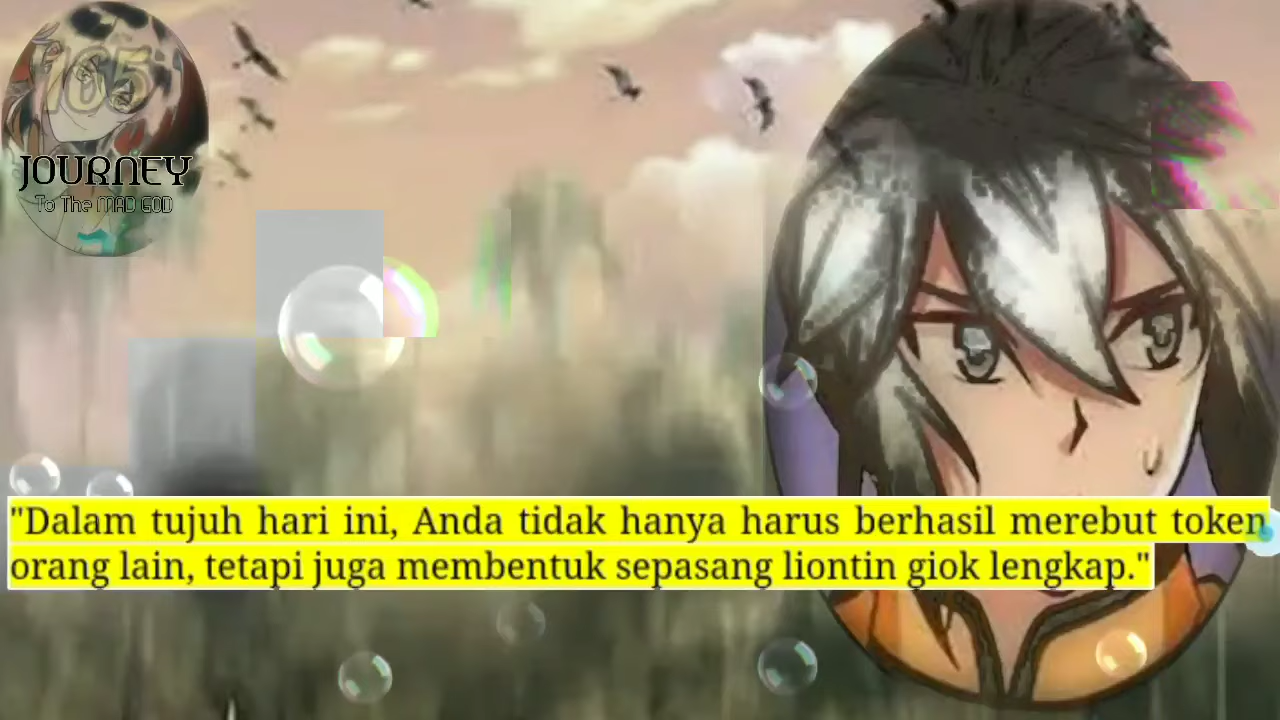 165
JOURNEY
To The MAD GOD
"Dalam tujuh hari ini, Anda tidak hanya harus berhasil merebut token
orang lain, tetapi juga membentuk sepasang liontin giok lengkap."